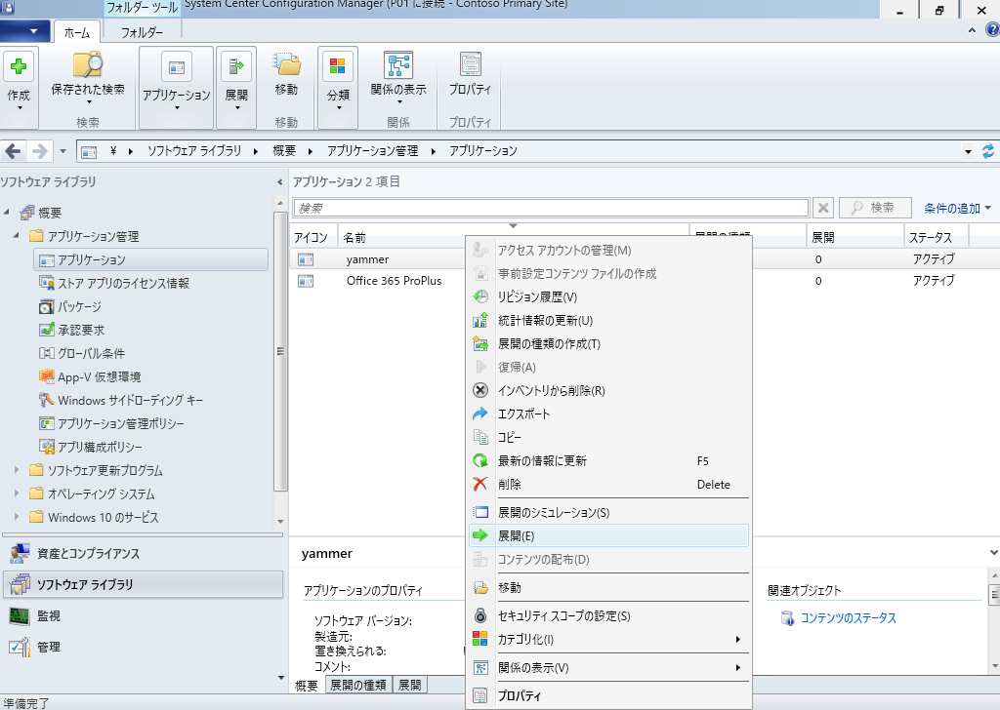 フォルダー ツール
System Center Configuration Manager (P01 に接続 - Contoso Primary Site)
ホーム
フォルダー
作成
保存された検索
アプリケーション
展開
移動
分類
関係の表示
プロパティ
検索
移動
関係
プロパティ
¥ ソフトウェア ライブラリ 概要 アプリケーション管理 アプリケーション
ソフトウェア ライブラリ
概要
アプリケーション管理
アプリケーション
ストア アプリのライセンス情報
パッケージ
承認要求
グローバル条件
App-V 仮想環境
Windows サイドローディング キー
アプリケーション管理ポリシー
アプリ構成ポリシー
ソフトウェア更新プログラム
オペレーティング システム
Windows 10 のサービス
資産とコンプライアンス
ソフトウェア ライブラリ
監視
管理
準備完了
アプリケーション 2 項目
検索
検索
条件の追加
アイコン 名前 展開の種類 展開 ステータス
yammer 0 アクティブ
Office 365 ProPlus 0 アクティブ
アクセス アカウントの管理(M)
事前設定コンテンツ ファイルの作成
リビジョン履歴(V)
統計情報の更新(U)
展開の種類の作成(T)
復帰(A)
インベントリから削除(R)
エクスポート
コピー
最新の情報に更新 F5
削除 Delete
展開のシミュレーション(S)
展開(E)
コンテンツの配布(D)
移動
セキュリティ スコープの設定(S)
カテゴリ化(I)
関係の表示(V)
プロパティ
yammer
アプリケーションのプロパティ
ソフトウェア バージョン:
製造元:
置き換えられる:
コメント:
関連オブジェクト
コンテンツのステータス
概要 展開の種類 展開